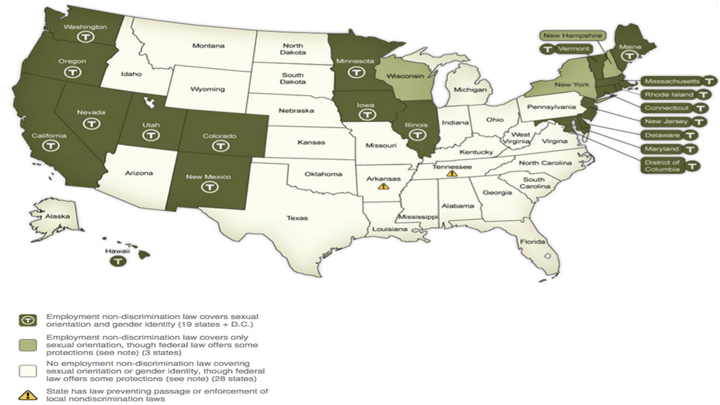 Washington
Oregon
Nevada
California
Idaho
Montana
Wyoming
Utah
Colorado
Arizona
New Mexico
North
Dakota
South
Dakota
Nebraska
Kansas
Oklahoma
Texas
Minnesota
Iowa
Missouri
Arkansas
Louisiana
Wisconsin
Illinois
Michigan
Indiana
Ohio
Kentucky
Tennessee
Mississippi
Alabama
Georgia
Florida
South
Carolina
North Carolina
Virginia
West
Virginia
Pennsylvania
New York
New Hampshire
T Vermont
Maine
Massachusetts T
Rhode Island T
Connecticut T
New Jersey T
Delaware T
Maryland T
District of
Columbia T
Alaska
Hawaii
T Employment non-discrimination law covers sexual
orientation and gender identity (19 states + D.C.)
Employment non-discrimination law covers only
sexual orientation, though federal law offers some
protections (see note) (3 states)
No employment non-discrimination law covering
sexual orientation or gender identity, though federal
law offers some protections (see note) (28 states)
State has law preventing passage or enforcement of
local nondiscrimination laws